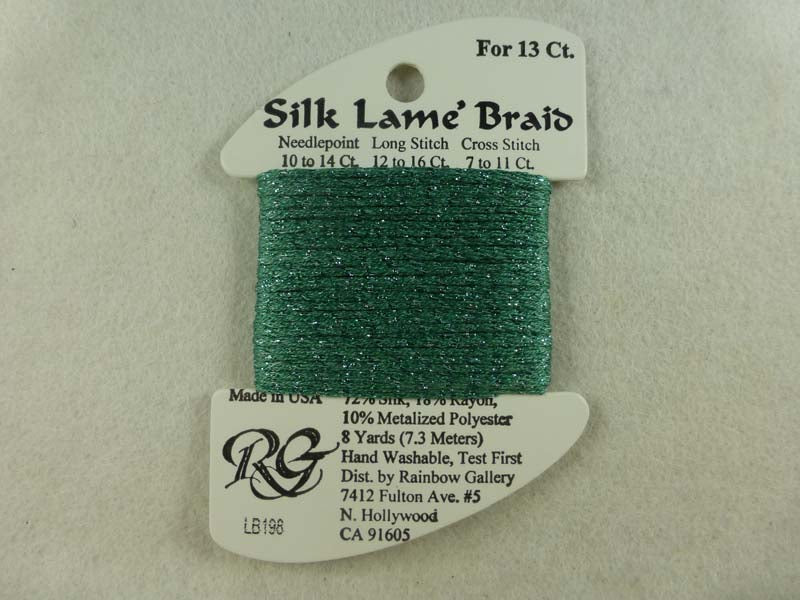 For 13 Ct.
Silk Lamé Braid
Needlepoint Long Stitch Cross Stitch
10 to 14 Ct. 12 to 16 Ct. 7 to 11 Ct.
Made in USA 72% Silk, 18% Rayon,
10% Metalized Polyester
8 Yards (7.3 Meters)
Hand Washable, Test First
RG
Dist. by Rainbow Gallery
7412 Fulton Ave. #5
N. Hollywood
LB198
CA 91605